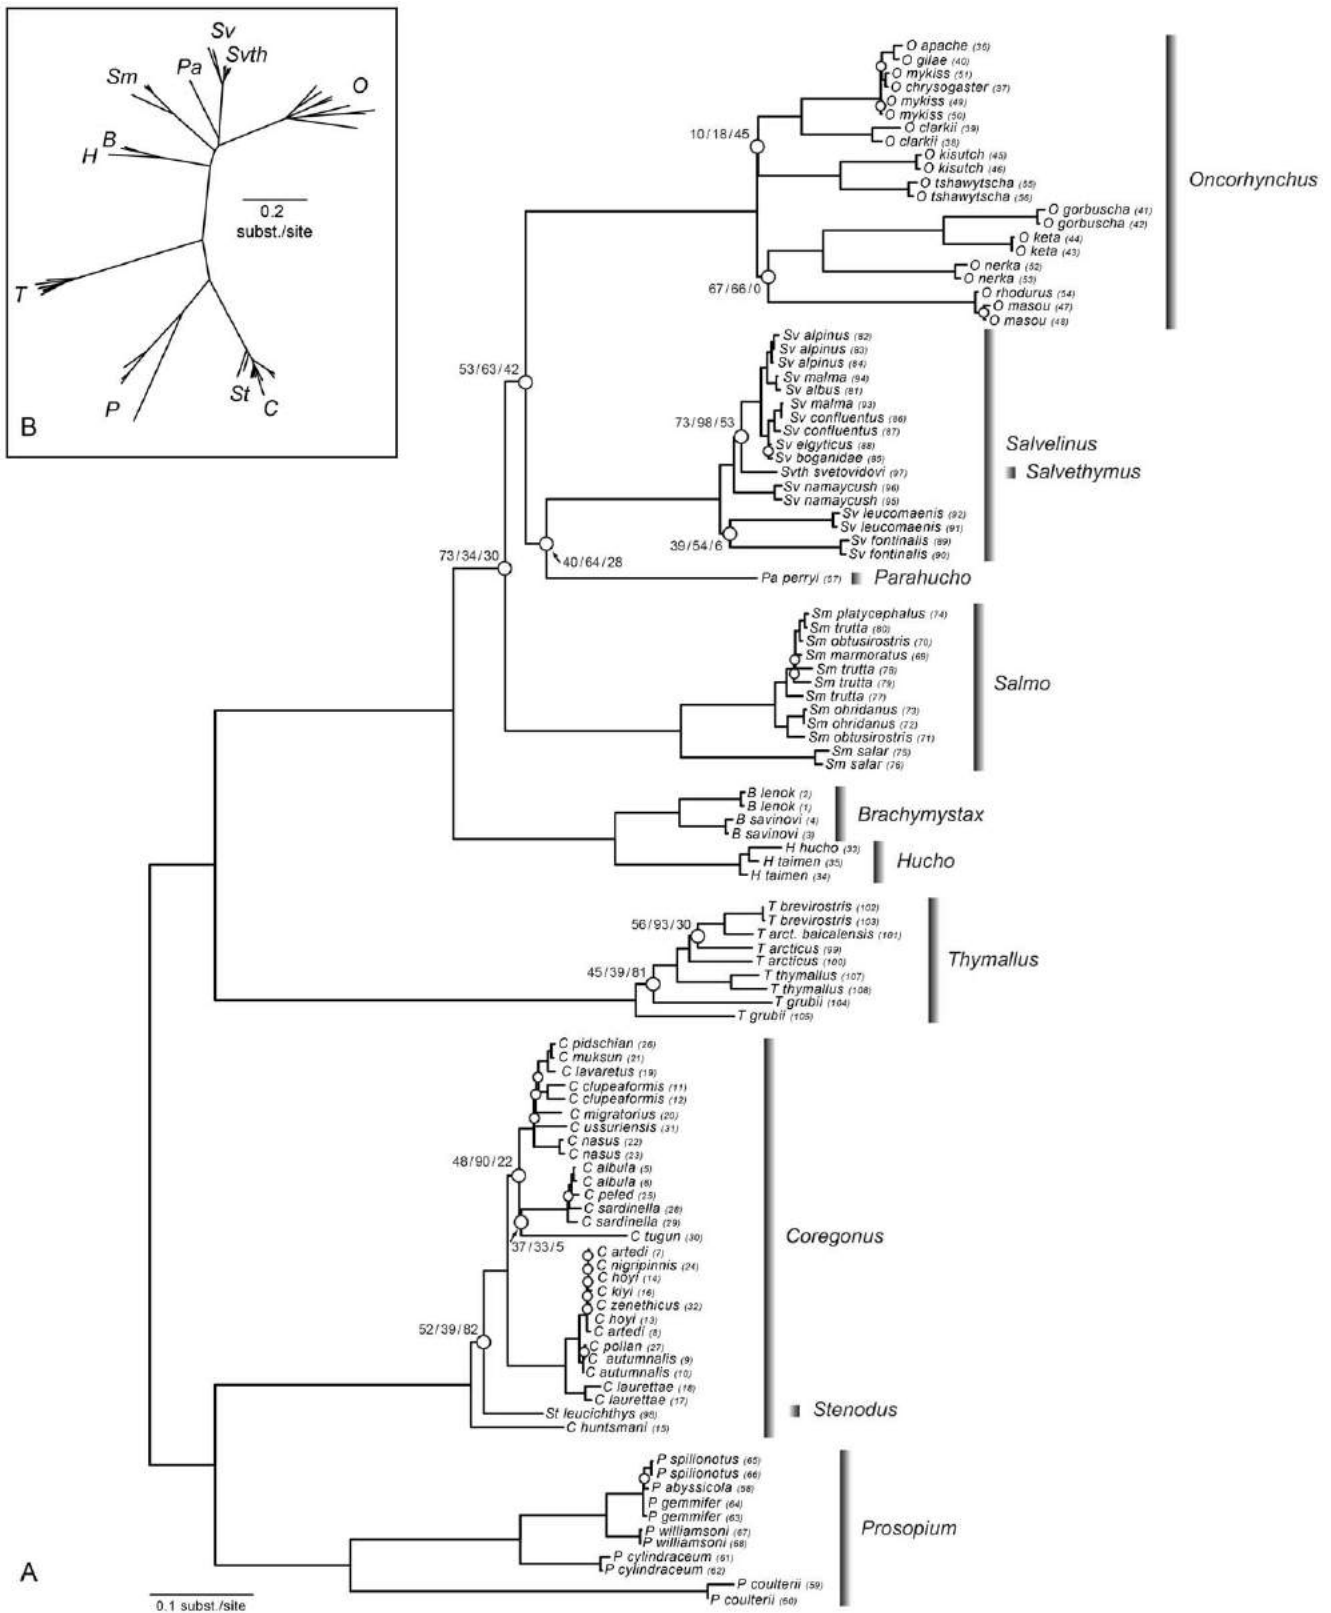 Sv
Svth
Pa
Sm
O
B
H
0.2
subst./site
T
St
C
P
B
O apache (36)
O gilae (40)
O mykiss (51)
O chrysogaster (37)
O mykiss (49)
O mykiss (50)
O clarkii (39)
O clarkii (38)
10/18/45
O kisutch (45)
O kisutch (46)
O tshawytscha (55)
O tshawytscha (56)
Oncorhynchus
O gorbuscha (41)
O gorbuscha (42)
O keta (44)
O keta (43)
O nerka (52)
O nerka (53)
67/66/0
O rhodurus (54)
O masou (47)
O masou (48)
Sv alpinus (82)
Sv alpinus (83)
Sv alpinus (84)
53/63/42
Sv malma (94)
Sv albus (81)
Sv malma (93)
Sv confluentus (86)
73/98/53
Sv confluentus (87)
Sv elgyticus (88)
Salvelinus
Sv boganidae (85)
Svth svetovidovi (97)
Salvethymus
Sv namaycush (96)
Sv namaycush (95)
Sv leucomaenis (92)
Sv leucomaenis (91)
39/54/6
Sv fontinalis (89)
Sv fontinalis (90)
73/34/30
40/64/28
Pa perryi (57)
Parahucho
Sm platycephalus (74)
Sm trutta (80)
Sm obtusirostris (70)
Sm marmoratus (69)
Sm trutta (78)
Sm trutta (79)
Salmo
Sm trutta (77)
Sm ohridanus (73)
Sm ohridanus (72)
Sm obtusirostris (71)
Sm salar (75)
Sm salar (76)
B lenok (2)
B lenok (1)
Brachymystax
B savinovi (4)
B savinovi (3)
H hucho (33)
H taimen (35)
Hucho
H taimen (34)
T brevirostris (102)
T brevirostris (103)
56/93/30
T arct. baicalensis (101)
T arcticus (99)
T arcticus (100)
Thymallus
45/39/81
T thymallus (107)
T thymallus (108)
T grubii (104)
T grubii (105)
C pidschian (26)
C muksun (21)
C lavaretus (19)
C clupeaformis (11)
C clupeaformis (12)
C migratorius (20)
C ussuriensis (31)
C nasus (22)
C nasus (23)
48/90/22
C albula (5)
C albula (6)
C peled (25)
C sardinella (28)
C sardinella (29)
C tugun (30)
Coregonus
37/33/5
C artedi (7)
C nigripinnis (24)
C hoyi (14)
C kiyi (16)
C zenethicus (32)
C hoyi (13)
C artedi (8)
52/39/82
C pollan (27)
C autumnalis (9)
C autumnalis (10)
C laurettae (18)
C laurettae (17)
St leucichthys (98)
Stenodus
C huntsmani (15)
P spilonotus (65)
P spilonotus (66)
P abyssicola (58)
P gemmifer (64)
P gemmifer (63)
P williamsoni (67)
Prosopium
P williamsoni (68)
P cylindraceum (61)
P cylindraceum (62)
A
P coulterii (59)
P coulterii (60)
0.1 subst./site